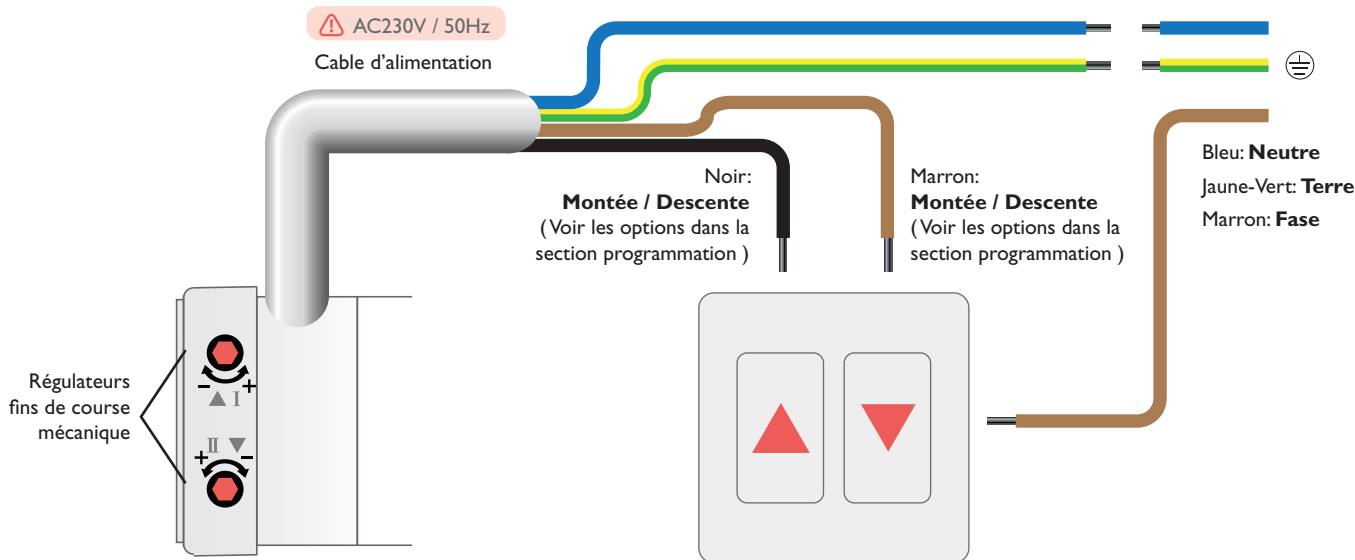 AC230V / 50Hz
Cable d'alimentation
Noir:
Montée / Descente
( Voir les options dans la
section programmation )
Marron:
Montée / Descente
( Voir les options dans la
section programmation )
Bleu: Neutre
Jaune-Vert: Terre
Marron: Fase
Régulateurs
fins de course
mécanique
- +
▲ I
II ▼
+ -